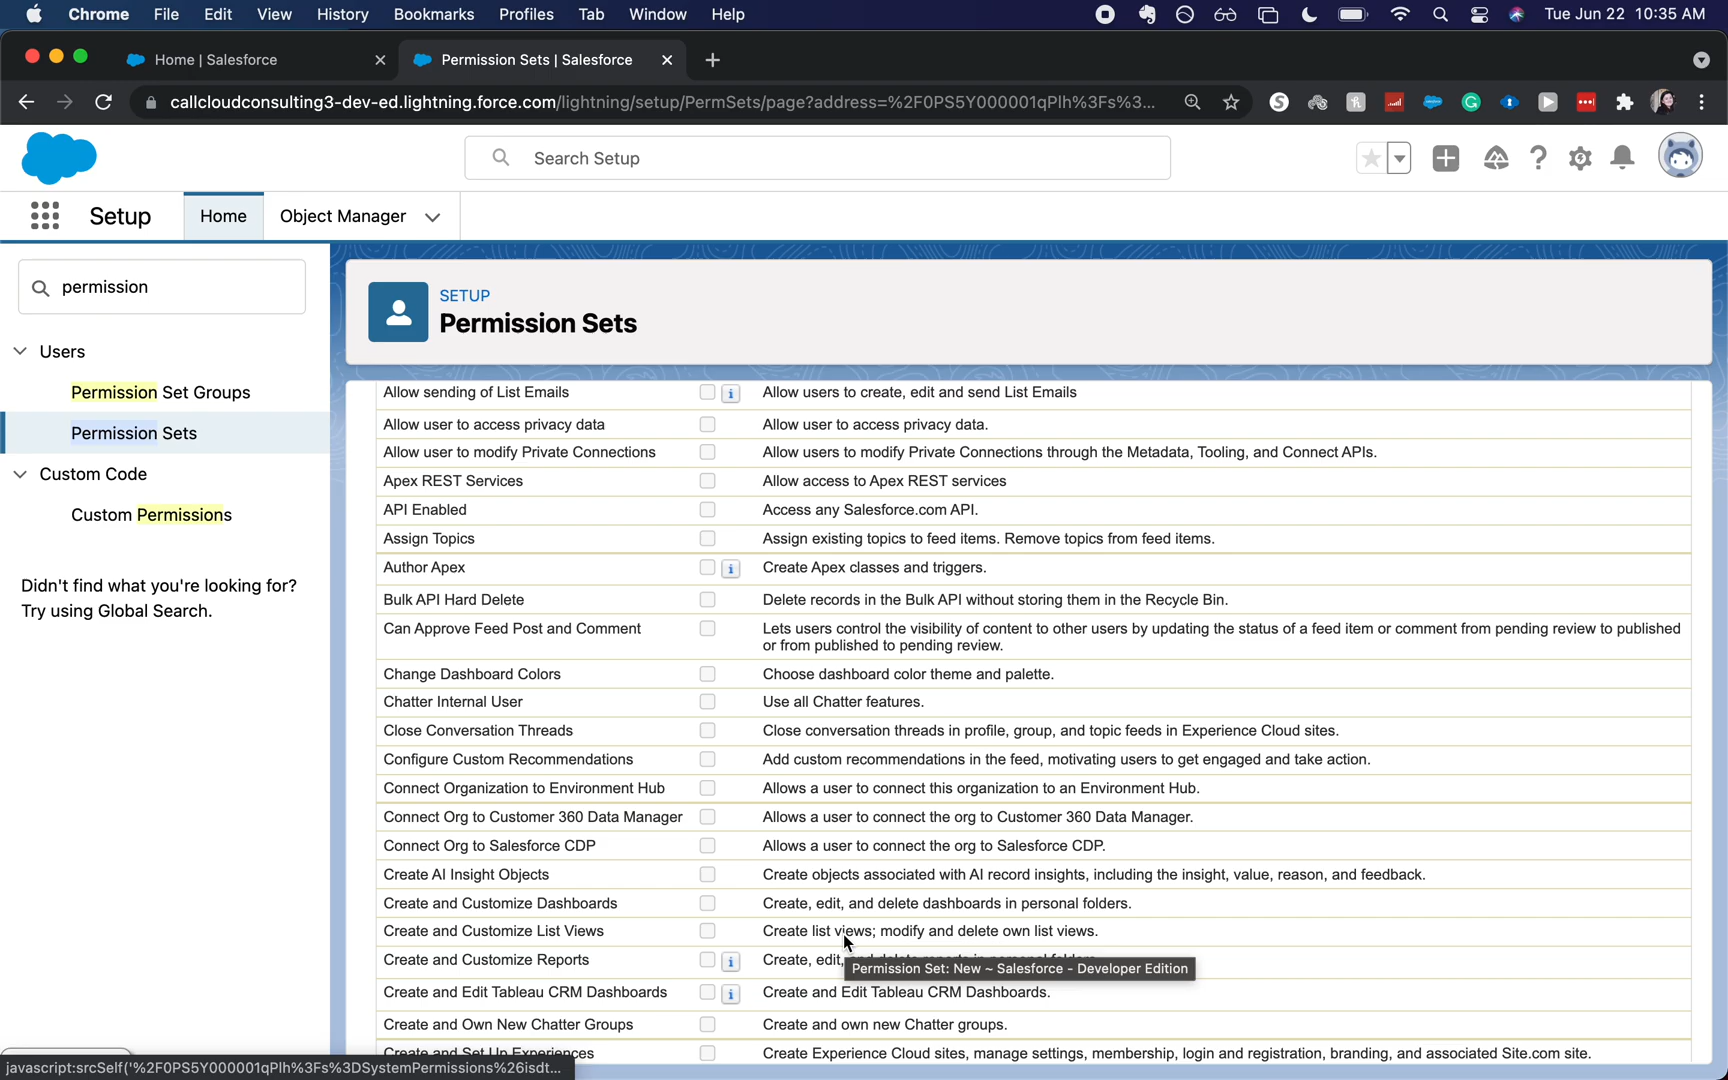 Chrome File Edit View History Bookmarks Profiles Tab Window Help Tue Jun 22 10:35 AM
Home | Salesforce Permission Sets | Salesforce
callcloudconsulting3-dev-ed.lightning.force.com/lightning/setup/PermSets/page?address=%2F0PS5Y000001qPlh%3Fs%3...
Search Setup
Setup Home Object Manager
permission
Users
Permission Set Groups
Permission Sets
Custom Code
Custom Permissions
Didn't find what you're looking for?
Try using Global Search.
SETUP
Permission Sets
Allow sending of List Emails Allow users to create, edit and send List Emails
Allow user to access privacy data Allow user to access privacy data.
Allow user to modify Private Connections Allow users to modify Private Connections through the Metadata, Tooling, and Connect APIs.
Apex REST Services Allow access to Apex REST services
API Enabled Access any Salesforce.com API.
Assign Topics Assign existing topics to feed items. Remove topics from feed items.
Author Apex Create Apex classes and triggers.
Bulk API Hard Delete Delete records in the Bulk API without storing them in the Recycle Bin.
Can Approve Feed Post and Comment Lets users control the visibility of content to other users by updating the status of a feed item or comment from pending review to published
or from published to pending review.
Change Dashboard Colors Choose dashboard color theme and palette.
Chatter Internal User Use all Chatter features.
Close Conversation Threads Close conversation threads in profile, group, and topic feeds in Experience Cloud sites.
Configure Custom Recommendations Add custom recommendations in the feed, motivating users to get engaged and take action.
Connect Organization to Environment Hub Allows a user to connect this organization to an Environment Hub.
Connect Org to Customer 360 Data Manager Allows a user to connect the org to Customer 360 Data Manager.
Connect Org to Salesforce CDP Allows a user to connect the org to Salesforce CDP.
Create AI Insight Objects Create objects associated with AI record insights, including the insight, value, reason, and feedback.
Create and Customize Dashboards Create, edit, and delete dashboards in personal folders.
Create and Customize List Views Create list views; modify and delete own list views.
Create and Customize Reports Create, edit,
Permission Set: New ~ Salesforce - Developer Edition
Create and Edit Tableau CRM Dashboards Create and Edit Tableau CRM Dashboards.
Create and Own New Chatter Groups Create and own new Chatter groups.
Create and Set Up Experiences Create Experience Cloud sites, manage settings, membership, login and registration, branding, and associated Site.com site.
javascript:srcSelf('%2F0PS5Y000001qPlh%3Fs%3DSystemPermissions%26isdt...